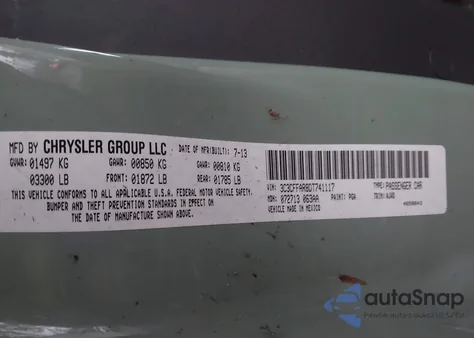 MFD BY CHRYSLER GROUP LLC DATE OF MFR(BUILT): 7-13
GVWR: 01497 KG GAWR: 00850 KG GAWR: 00810 KG
03300 LB FRONT: 01872 LB REAR: 01785 LB
THIS VEHICLE CONFORMS TO ALL APPLICABLE U.S.A. FEDERAL MOTOR VEHICLE SAFETY,
BUMPER AND THEFT PREVENTION STANDARDS IN EFFECT ON
THE DATE OF MANUFACTURE SHOWN ABOVE.
VIN: 3C3CFFAR8DT741117 TYPE: PASSENGER CAR
MDH: 072713 063AA PAINT: PGH TRIM:
VEHICLE MADE IN MEXICO
autoSnap